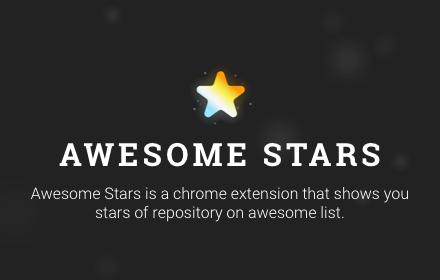 AWESOME STARS
Awesome Stars is a chrome extension that shows you
stars of repository on awesome list.